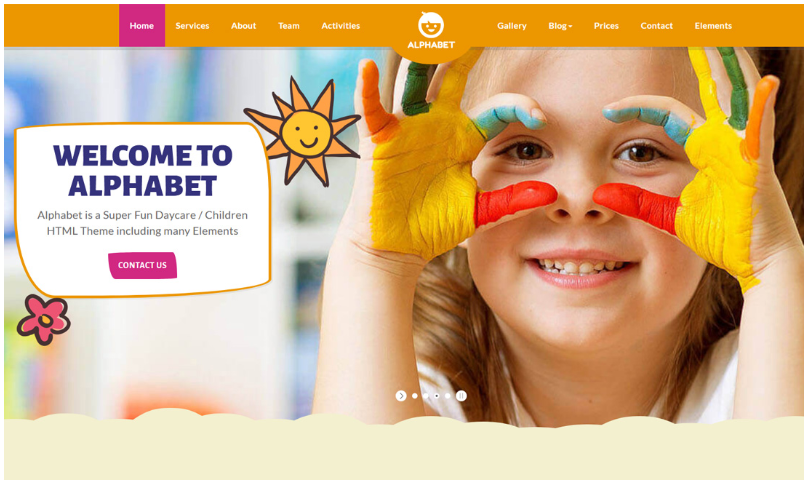 Home Services About Team Activities ALPHABET Gallery Blog Prices Contact Elements
WELCOME TO
ALPHABET
Alphabet is a Super Fun Daycare / Children
HTML Theme including many Elements
CONTACT US